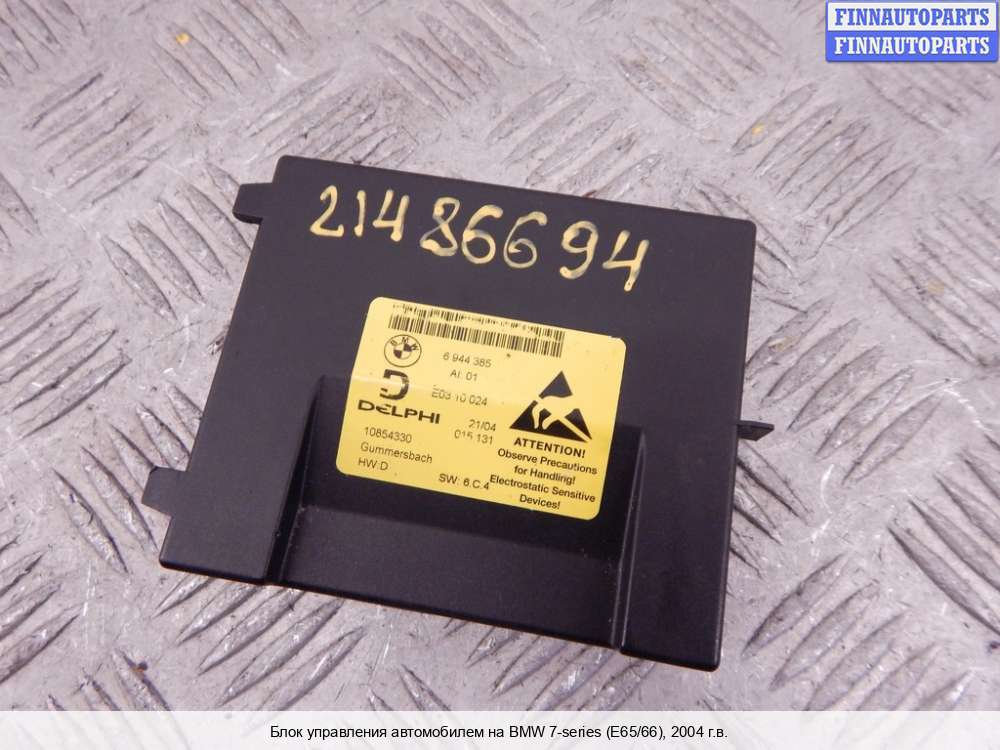 FINNAUTOPARTS
FINNAUTOPARTS
21486694
BMW
6 944 385
AI: 01
E03 10 024
DELPHI
21/04
015 131
10854330
Gummersbach
HW:D
SW: 6.C.4
ATTENTION!
Observe Precautions
for Handling!
Electrostatic Sensitive
Devices!
Блок управления автомобилем на BMW 7-series (E65/66), 2004 г.в.